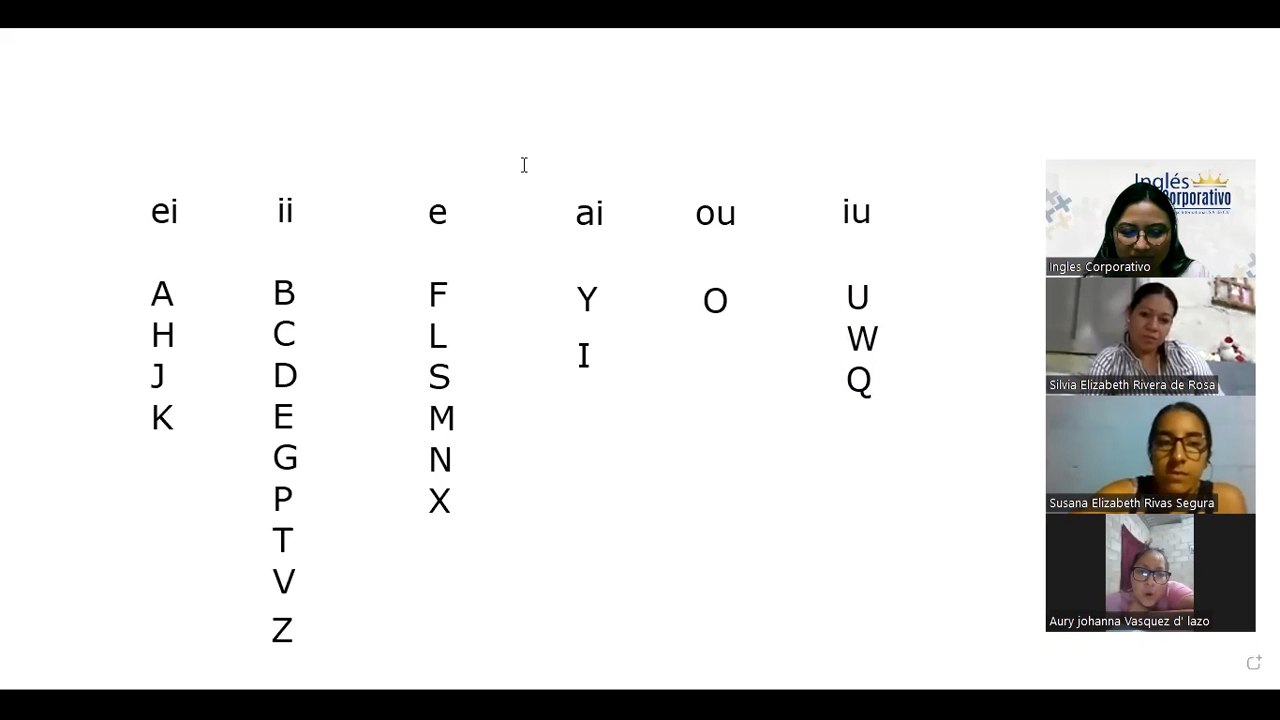 ei ii e ai ou iu
A B F Y O U
H C L I W
J D S Q
K E M
G N
P X
T
V
Z
Inglés
Corporativo
Ingles Corporativo
Silvia Elizabeth Rivera de Rosa
Susana Elizabeth Rivas Segura
Aury johanna Vasquez d' lazo